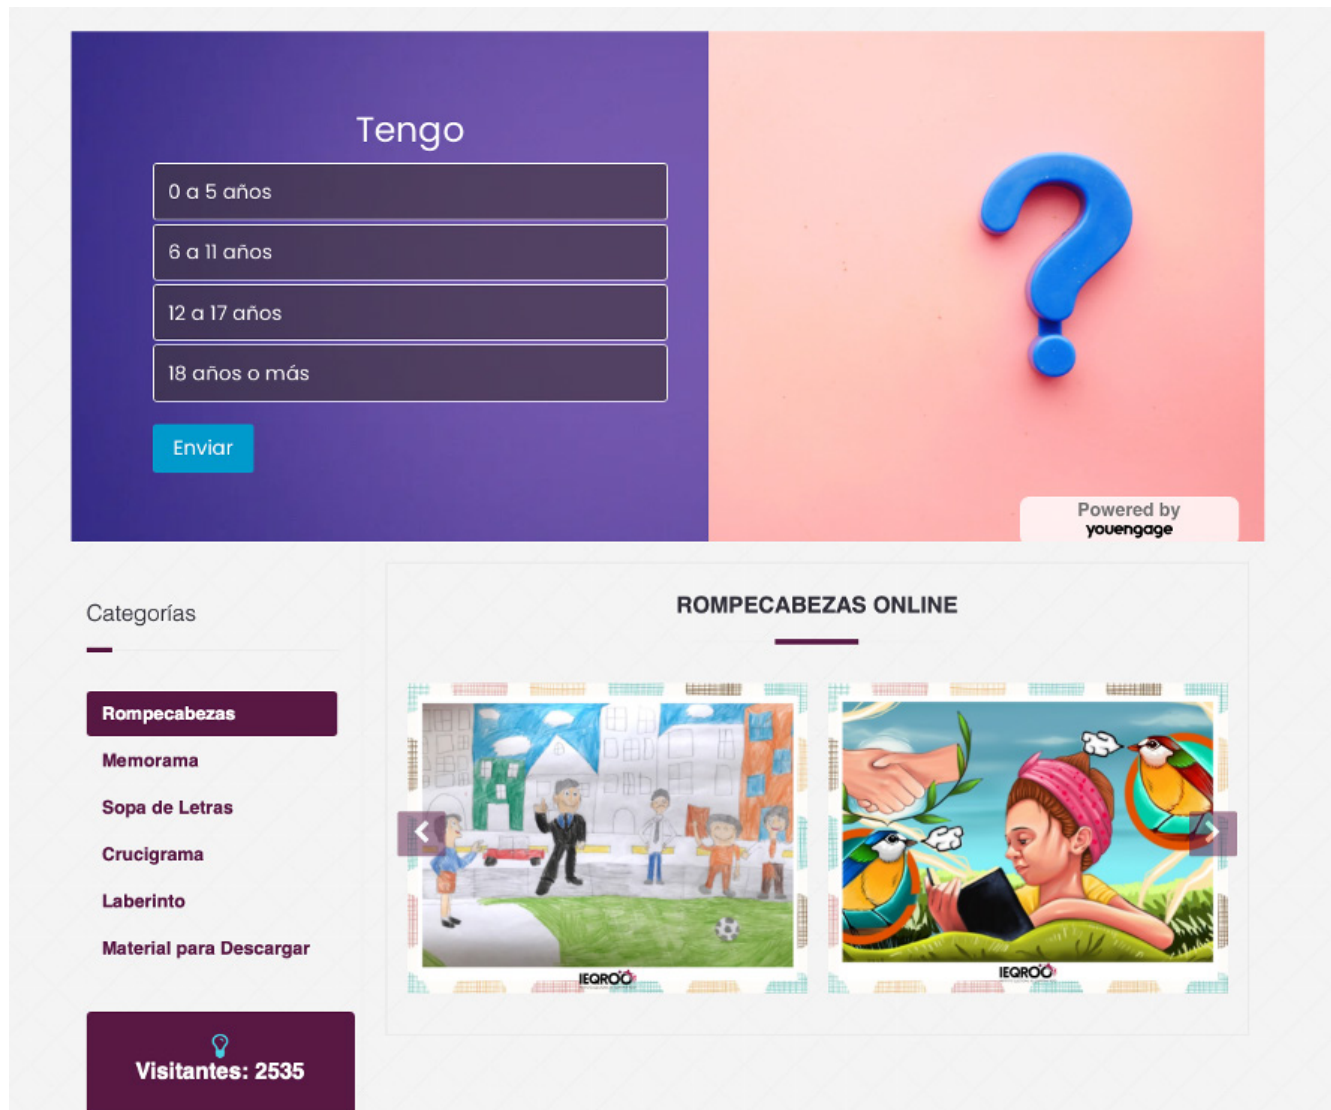 Tengo
0 a 5 años
6 a 11 años
12 a 17 años
18 años o más
Enviar
Powered by
youengage
Categorías
Rompecabezas
Memorama
Sopa de Letras
Crucigrama
Laberinto
Material para Descargar
Visitantes: 2535
ROMPECABEZAS ONLINE
IEQROO
IEQROO